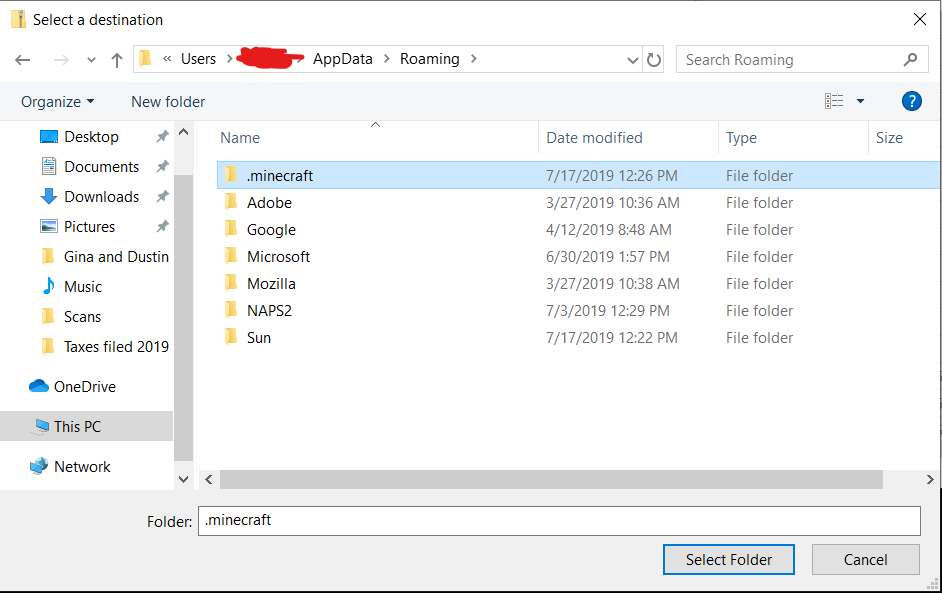 Select a destination
« Users > > AppData > Roaming >
Search Roaming
Organize New folder
?
Name Date modified Type Size
Desktop
Documents
Downloads
Pictures
Gina and Dustin
Music
Scans
Taxes filed 2019
OneDrive
This PC
Network
.minecraft 7/17/2019 12:26 PM File folder
Adobe 3/27/2019 10:36 AM File folder
Google 4/12/2019 8:48 AM File folder
Microsoft 6/30/2019 1:57 PM File folder
Mozilla 3/27/2019 10:38 AM File folder
NAPS2 7/3/2019 12:29 PM File folder
Sun 7/17/2019 12:22 PM File folder
Folder: .minecraft
Select Folder Cancel